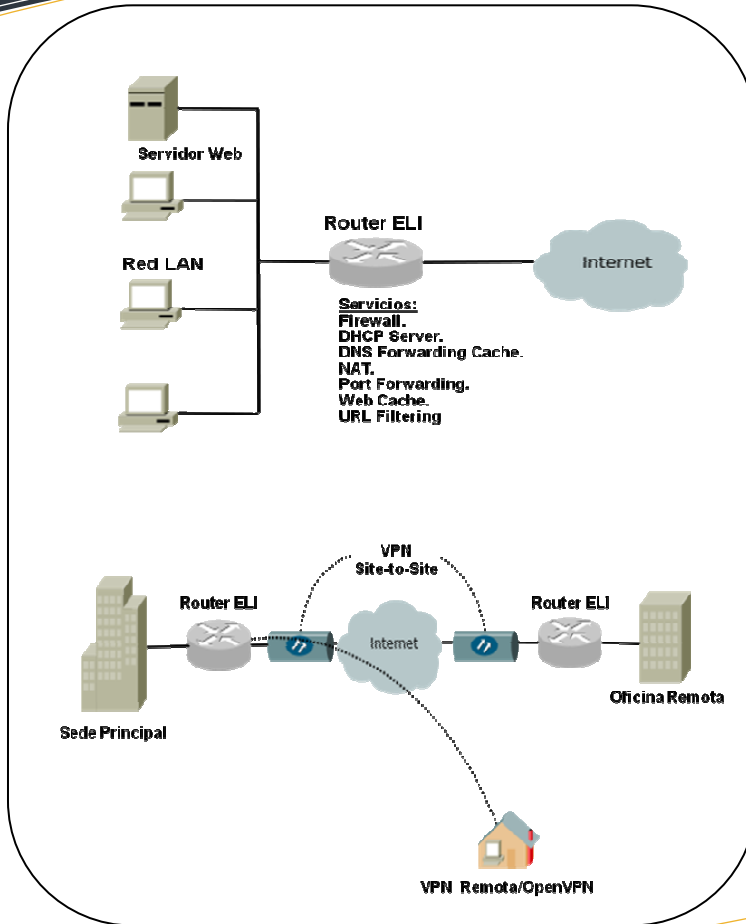 Servidor Web
Router ELI
Red LAN
Internet
Servicios:
Firewall.
DHCP Server.
DNS Forwarding Cache.
NAT.
Port Forwarding.
Web Cache.
URL Filtering
VPN
Site-to-Site
Router ELI
Router ELI
Internet
Oficina Remota
Sede Principal
VPN Remota/OpenVPN